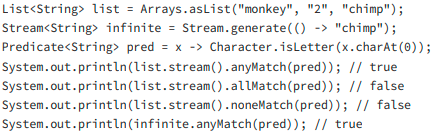 List<String> list = Arrays.asList("monkey", "2", "chimp");
Stream<String> infinite = Stream.generate(() -> "chimp");
Predicate<String> pred = x -> Character.isLetter(x.charAt(0));
System.out.println(list.stream().anyMatch(pred)); // true
System.out.println(list.stream().allMatch(pred)); // false
System.out.println(list.stream().noneMatch(pred)); // false
System.out.println(infinite.anyMatch(pred)); // true